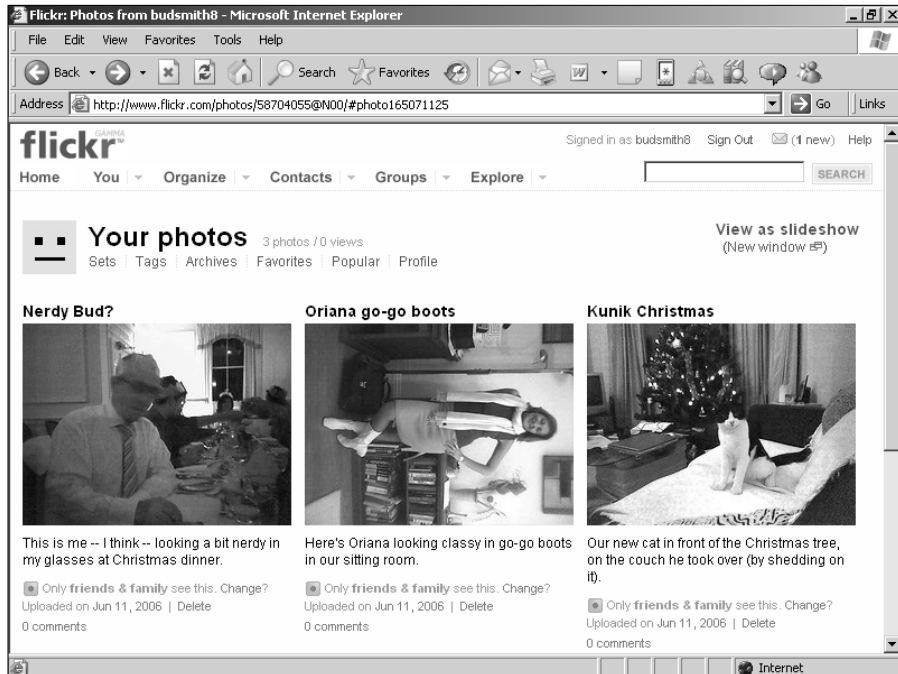 Flickr: Photos from budsmith8 - Microsoft Internet Explorer
File Edit View Favorites Tools Help
Back Search Favorites
Address http://www.flickr.com/photos/58704055@N00/#photo165071125 Go Links
flickr GAMMA ™
Signed in as budsmith8 Sign Out (1 new) Help
Home You Organize Contacts Groups Explore SEARCH
Your photos 3 photos / 0 views
View as slideshow
(New window)
Sets Tags Archives Favorites Popular Profile
Nerdy Bud?
This is me -- I think -- looking a bit nerdy in
my glasses at Christmas dinner.
Only friends & family see this. Change?
Uploaded on Jun 11, 2006 | Delete
0 comments
Oriana go-go boots
Here's Oriana looking classy in go-go boots
in our sitting room.
Only friends & family see this. Change?
Uploaded on Jun 11, 2006 | Delete
0 comments
Kunik Christmas
Our new cat in front of the Christmas tree,
on the couch he took over (by shedding on
it).
Only friends & family see this. Change?
Uploaded on Jun 11, 2006 | Delete
0 comments
Internet